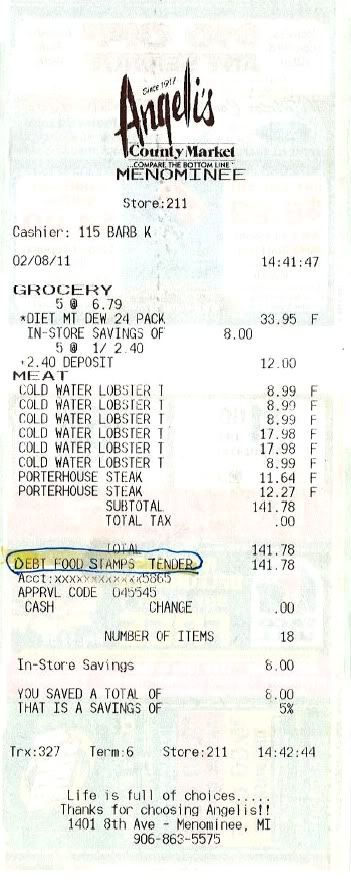 SINCE 1917
Angeli's
County Market
...COMPARE THE BOTTOM LINE
MENOMINEE
Store:211
Cashier: 115 BARB K
02/08/11 14:41:47
GROCERY
5 @ 6.79
*DIET MT DEW 24 PACK 33.95 F
IN-STORE SAVINGS OF 8.00
5 @ 1/ 2.40
+2.40 DEPOSIT 12.00
MEAT
COLD WATER LOBSTER T 8.99 F
COLD WATER LOBSTER T 8.99 F
COLD WATER LOBSTER T 8.99 F
COLD WATER LOBSTER T 17.98 F
COLD WATER LOBSTER T 17.98 F
COLD WATER LOBSTER T 8.99 F
PORTERHOUSE STEAK 11.64 F
PORTERHOUSE STEAK 12.27 F
SUBTOTAL 141.78
TOTAL TAX .00
TOTAL 141.78
DEBT FOOD STAMPS TENDER 141.78
Acct:xxxxxxxxxxxx5865
APPRVL CODE 045545
CASH CHANGE .00
NUMBER OF ITEMS 18
In-Store Savings 8.00
YOU SAVED A TOTAL OF 8.00
THAT IS A SAVINGS OF 5%
Trx:327 Term:6 Store:211 14:42:44
Life is full of choices.....
Thanks for choosing Angelis!!
1401 8th Ave - Menominee, MI
906-863-5575